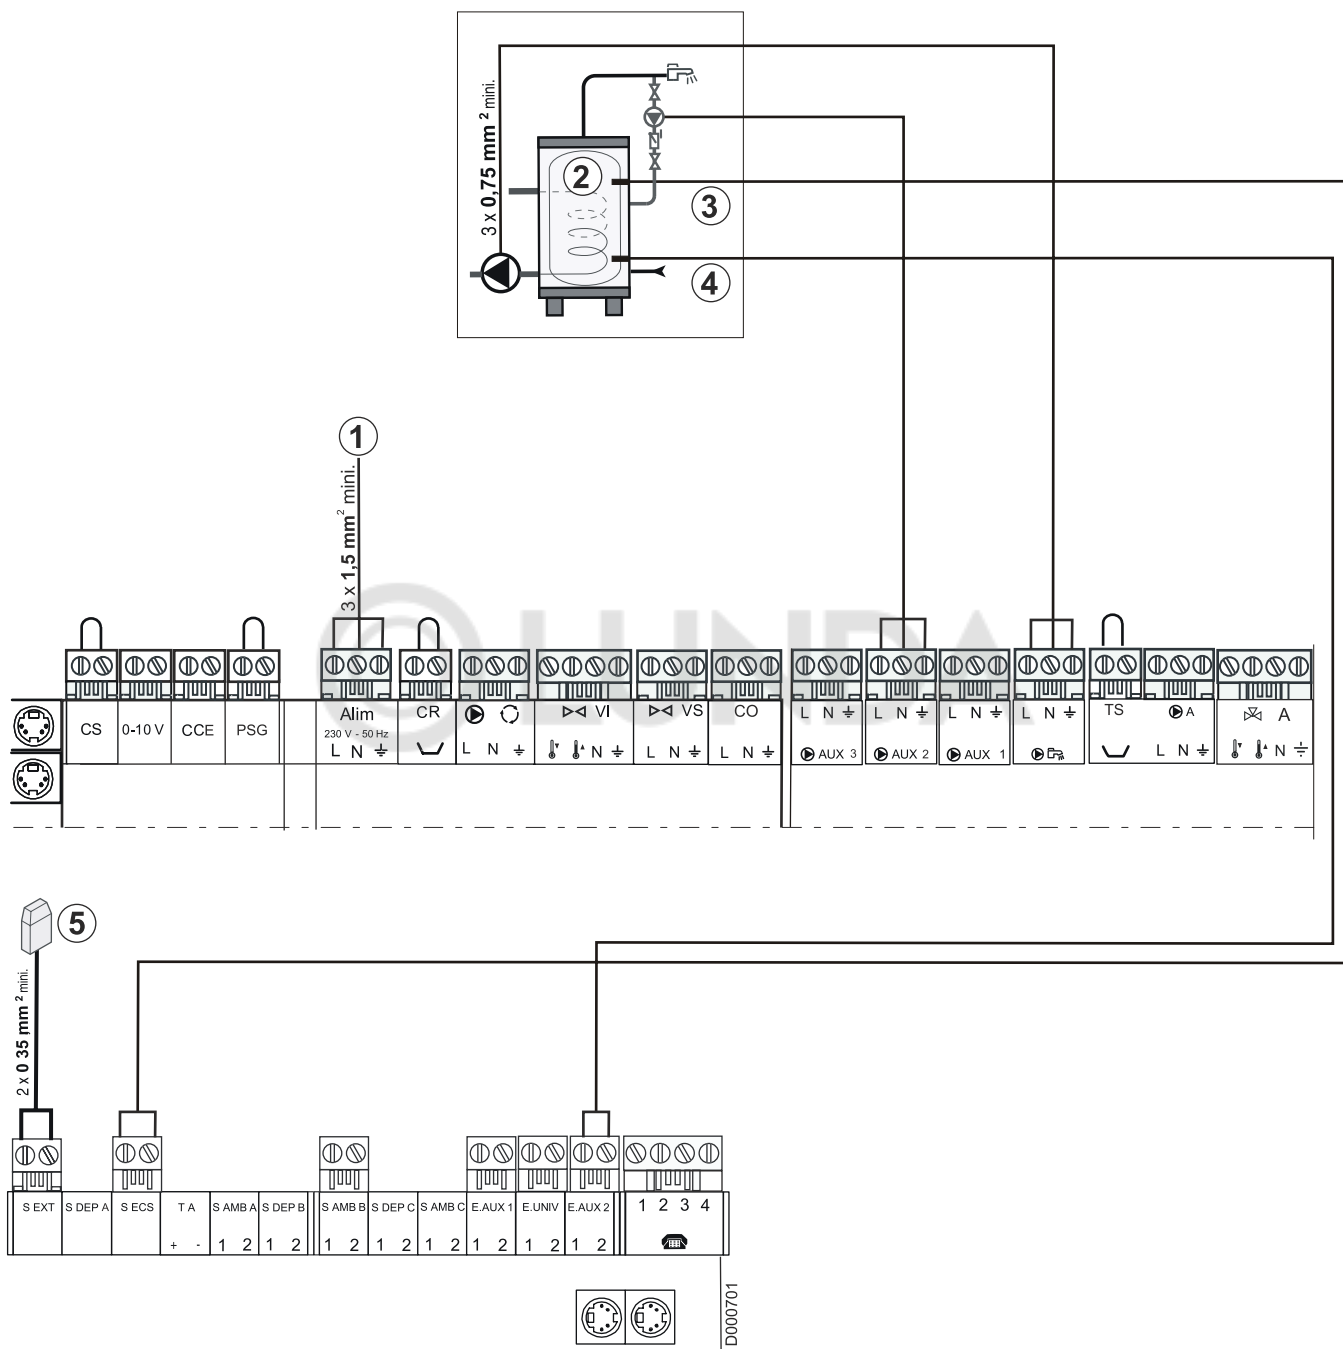 3 x 0,75 mm² mini.
2
3
4
1
3 x 1,5 mm² mini.
LUNDA
CS
0-10 V
CCE
PSG
Alim
230 V - 50 Hz
L N
CR
L N
VI
N
VS
L N
CO
L N
L N
AUX 3
L N
AUX 2
L N
AUX 1
L N
TS
A
L N
A
N
5
2 x 0 35 mm² mini.
S EXT
S DEP A
S ECS
T A
+ -
S AMB A
1 2
S DEP B
1 2
S AMB B
1 2
S DEP C
1 2
S AMB C
1 2
E.AUX 1
1 2
E.UNIV
1 2
E.AUX 2
1 2
1 2 3 4
D000701